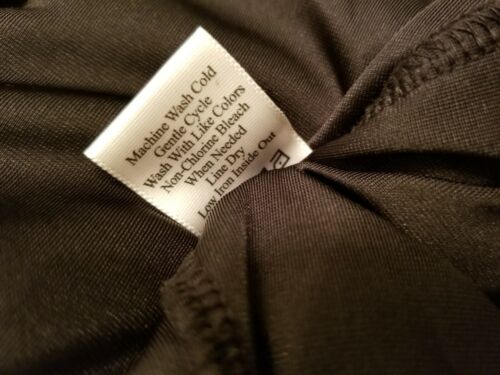 Machine Wash Cold
Gentle Cycle
Wash With Like Colors
Non-Chlorine Bleach
When Needed
Line Dry
Low Iron Inside Out